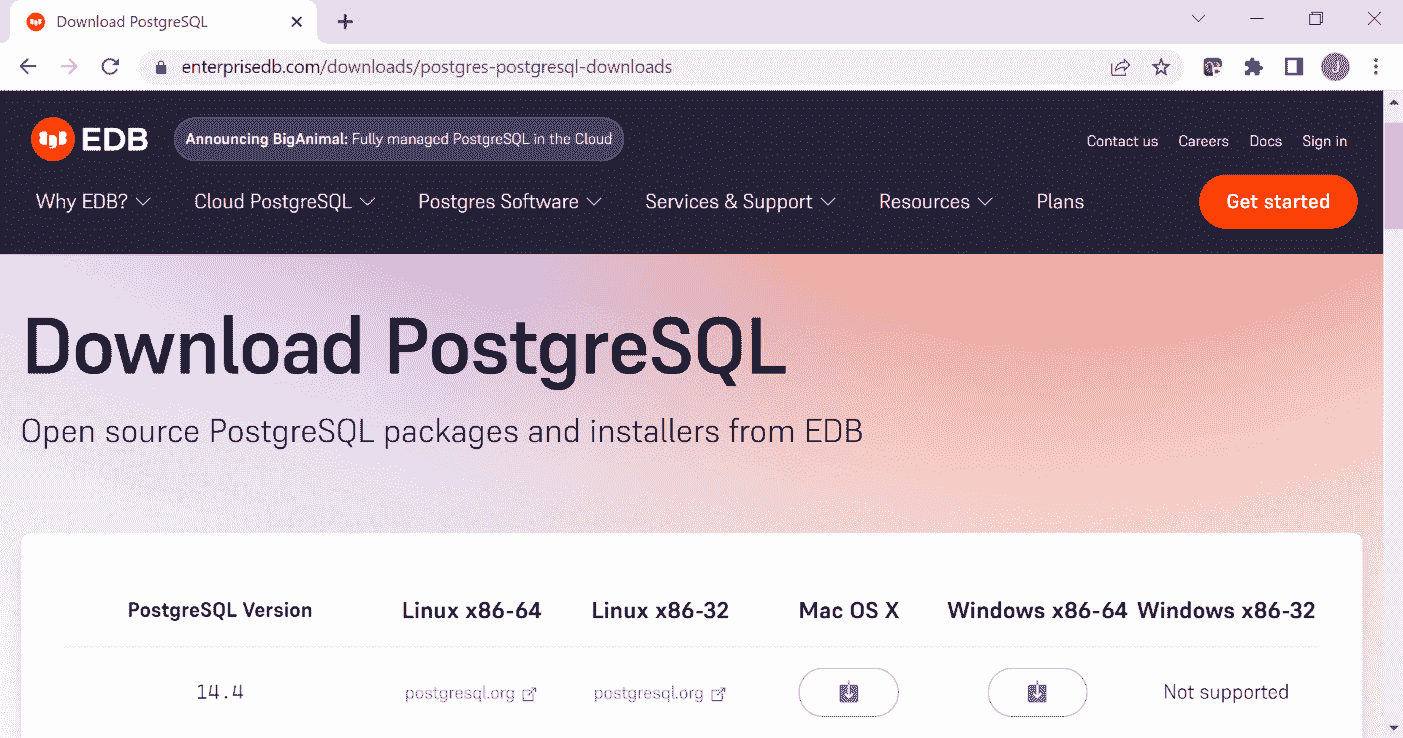 Download PostgreSQL
enterprisedb.com/downloads/postgres-postgresql-downloads
EDB
Announcing BigAnimal: Fully managed PostgreSQL in the Cloud
Contact us Careers Docs Sign in
Why EDB? Cloud PostgreSQL Postgres Software Services & Support Resources Plans Get started
Download PostgreSQL
Open source PostgreSQL packages and installers from EDB
PostgreSQL Version Linux x86-64 Linux x86-32 Mac OS X Windows x86-64 Windows x86-32
14.4 postgresql.org postgresql.org Not supported